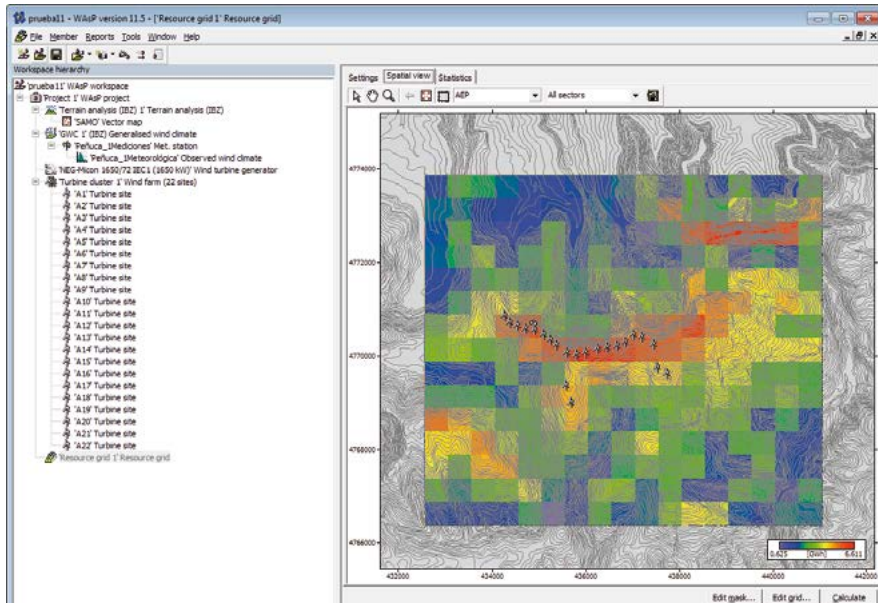 prueba11 - WAsP version 11.5 - ['Resource grid 1' Resource grid]
File Member Reports Tools Window Help
Workspace hierarchy
'prueba11' WAsP workspace
'Project 1' WAsP project
'Terrain analysis (IBZ) 1' Terrain analysis (IBZ)
'SAMO' Vector map
'GWC 1' (IBZ) Generalised wind climate
'Peñuca_1Mediciones' Met. station
'Peñuca_1Meteorológica' Observed wind climate
'NEG-Micon 1650/72 IEC1 (1650 kW)' Wind turbine generator
'Turbine cluster 1' Wind farm (22 sites)
'A1' Turbine site
'A2' Turbine site
'A3' Turbine site
'A4' Turbine site
'A5' Turbine site
'A6' Turbine site
'A7' Turbine site
'A8' Turbine site
'A9' Turbine site
'A10' Turbine site
'A11' Turbine site
'A12' Turbine site
'A13' Turbine site
'A14' Turbine site
'A15' Turbine site
'A16' Turbine site
'A17' Turbine site
'A18' Turbine site
'A19' Turbine site
'A20' Turbine site
'A21' Turbine site
'A22' Turbine site
'Resource grid 1' Resource grid
Settings Spatial view Statistics
AEP All sectors
4774000
4772000
4770000
4768000
4766000
0.625 [GWh] 6.611
432000 434000 436000 438000 440000 442000
Edit mask... Edit grid... Calculate